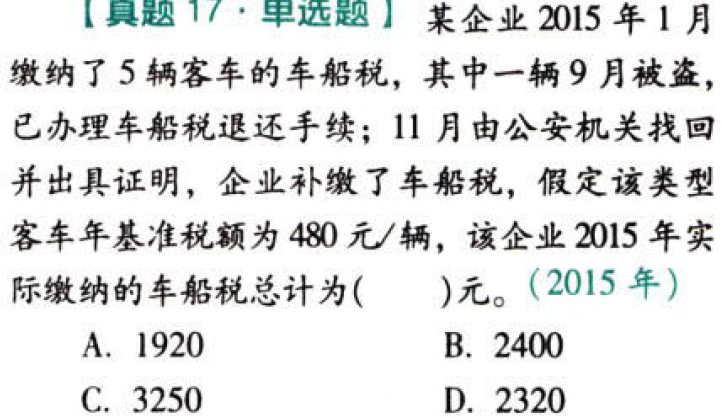 【真题 17·单选题】 某企业 2015 年 1 月
缴纳了 5 辆客车的车船税，其中一辆 9 月被盗，
已办理车船税退还手续；11 月由公安机关找回
并出具证明，企业补缴了车船税，假定该类型
客车年基准税额为 480 元/辆，该企业 2015 年实
际缴纳的车船税总计为( )元。（2015 年）
A. 1920 B. 2400
C. 3250 D. 2320